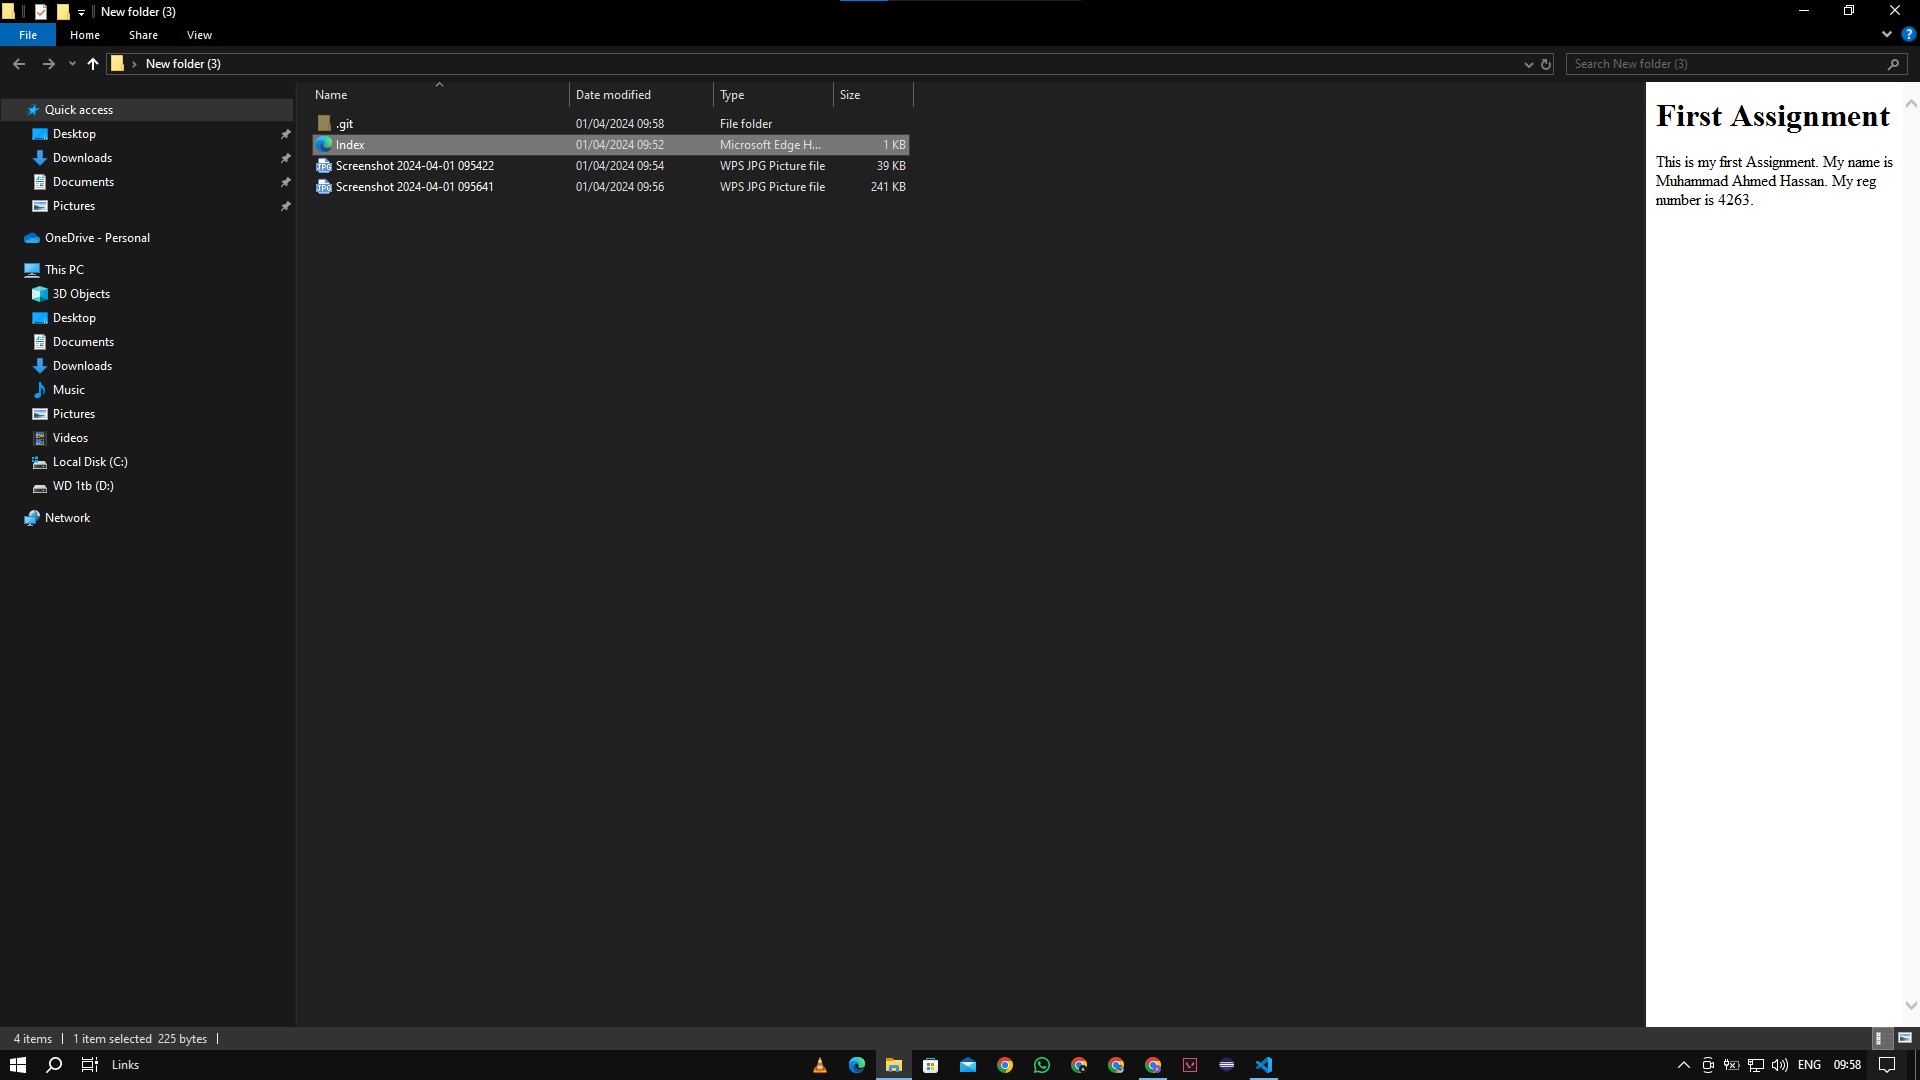 New folder (3)
File Home Share View
New folder (3)
Search New folder (3)
Quick access
Desktop
Downloads
Documents
Pictures
OneDrive - Personal
This PC
3D Objects
Desktop
Documents
Downloads
Music
Pictures
Videos
Local Disk (C:)
WD 1tb (D:)
Network
Name Date modified Type Size
.git 01/04/2024 09:58 File folder
Index 01/04/2024 09:52 Microsoft Edge H... 1 KB
Screenshot 2024-04-01 095422 01/04/2024 09:54 WPS JPG Picture file 39 KB
Screenshot 2024-04-01 095641 01/04/2024 09:56 WPS JPG Picture file 241 KB
First Assignment
This is my first Assignment. My name is
Muhammad Ahmed Hassan. My reg
number is 4263.
4 items 1 item selected 225 bytes
Links ENG 09:58